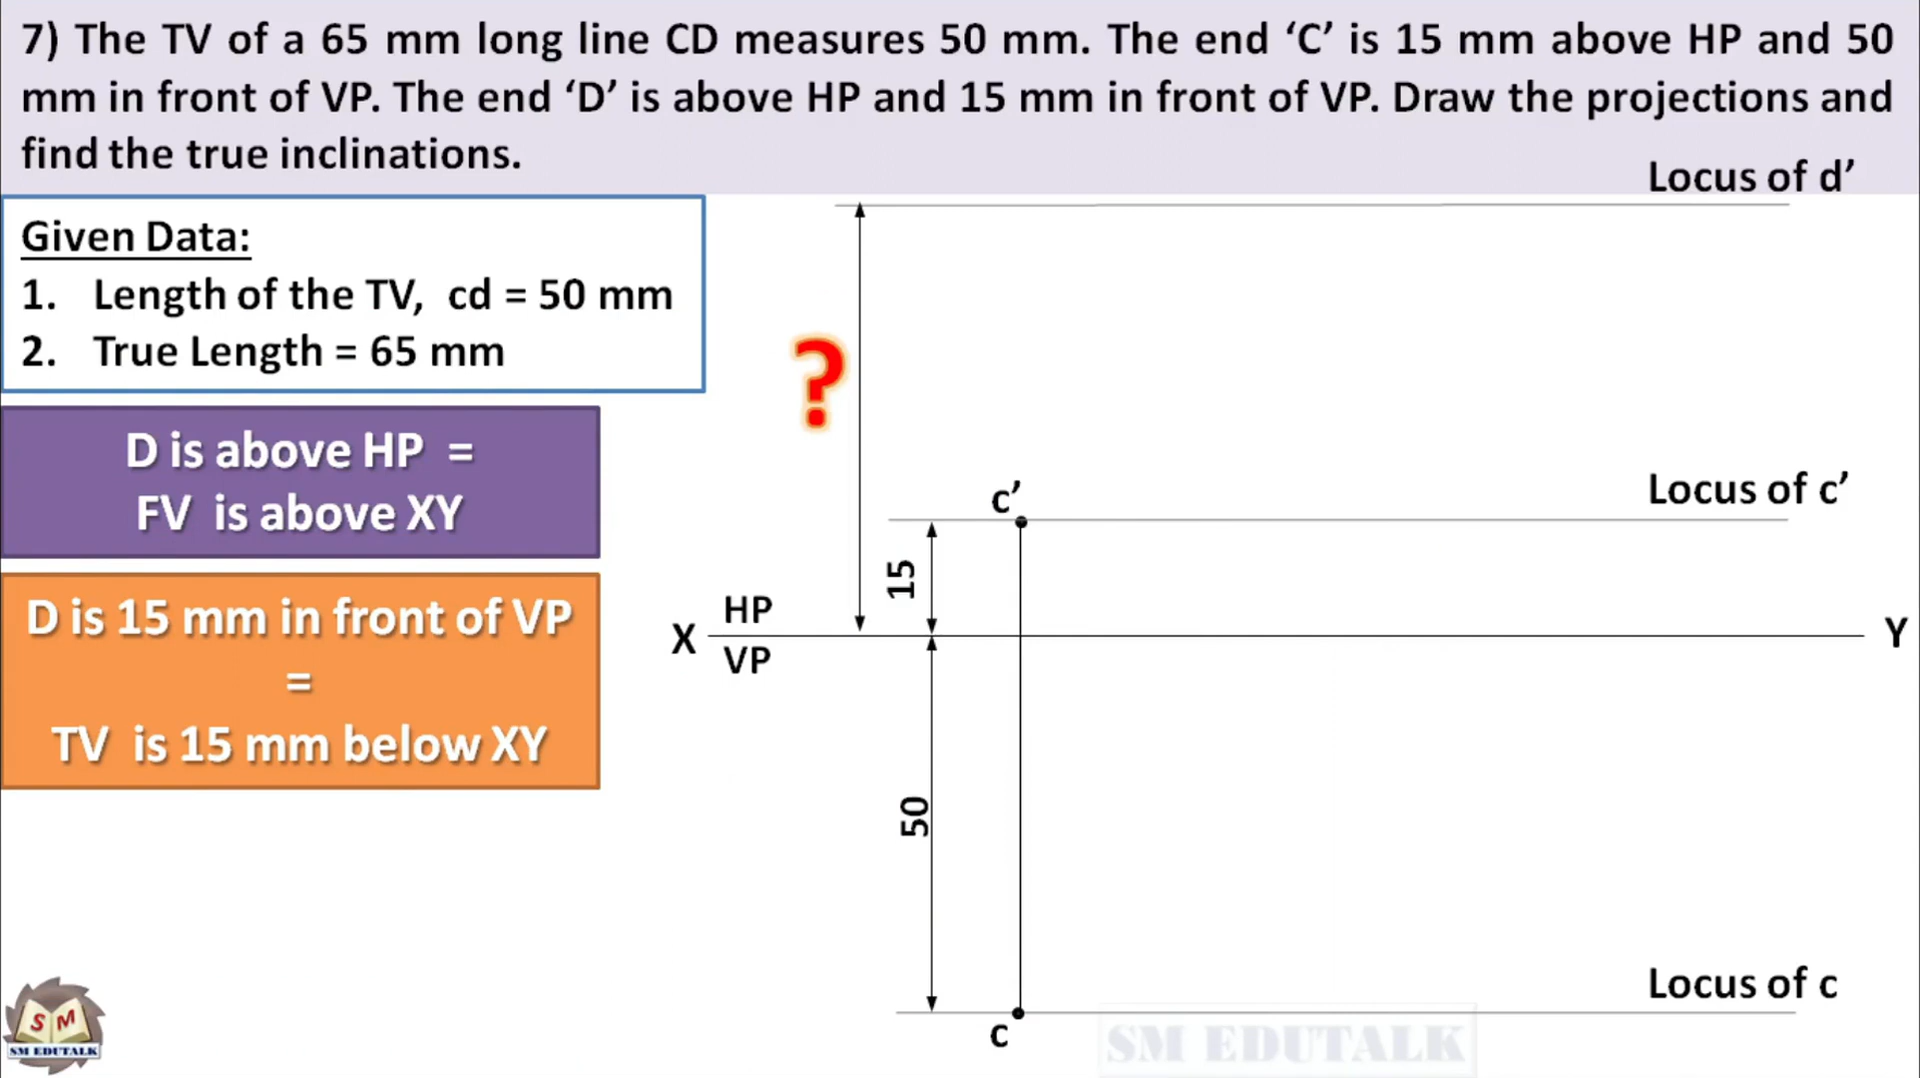 7) The TV of a 65 mm long line CD measures 50 mm. The end ‘C’ is 15 mm above HP and 50
mm in front of VP. The end ‘D’ is above HP and 15 mm in front of VP. Draw the projections and
find the true inclinations.
Locus of d’
Given Data:
1. Length of the TV, cd = 50 mm
2. True Length = 65 mm
?
D is above HP =
FV is above XY
c’
Locus of c’
15
D is 15 mm in front of VP
=
TV is 15 mm below XY
X
HP
VP
Y
50
Locus of c
c
S M
SM EDUTALK
SM EDUTALK